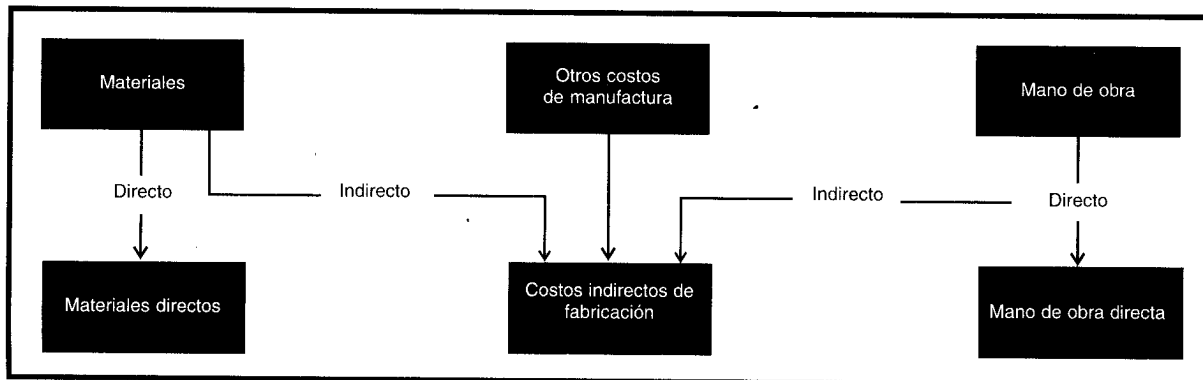 Materiales
Otros costos
de manufactura
Mano de obra
Directo
Indirecto
Indirecto
Directo
Materiales directos
Costos indirectos de
fabricación
Mano de obra directa